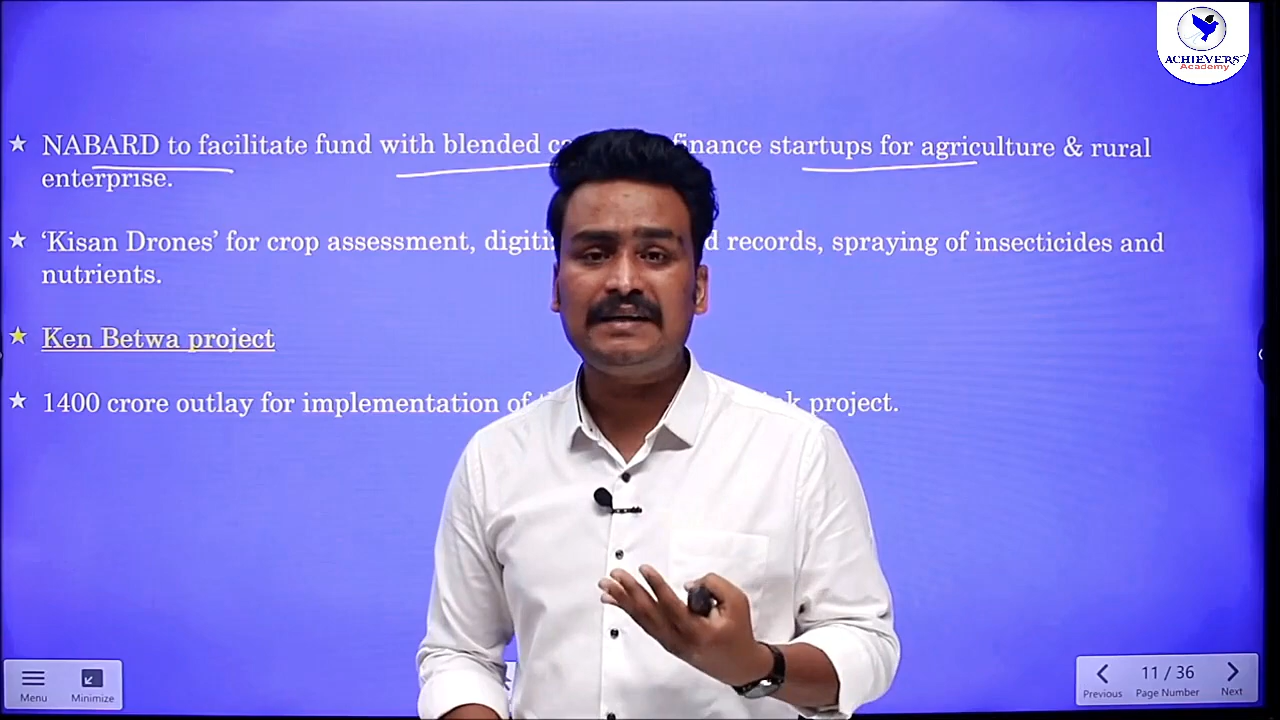 ACHIEVERS
Academy
★ NABARD to facilitate fund with blended finance startups for agriculture & rural
enterprise.
★ ‘Kisan Drones’ for crop assessment, records, spraying of insecticides and
nutrients.
★ Ken Betwa project
★ 1400 crore outlay for implementation of project.
Menu
Minimize
11 / 36
Previous Page Number Next